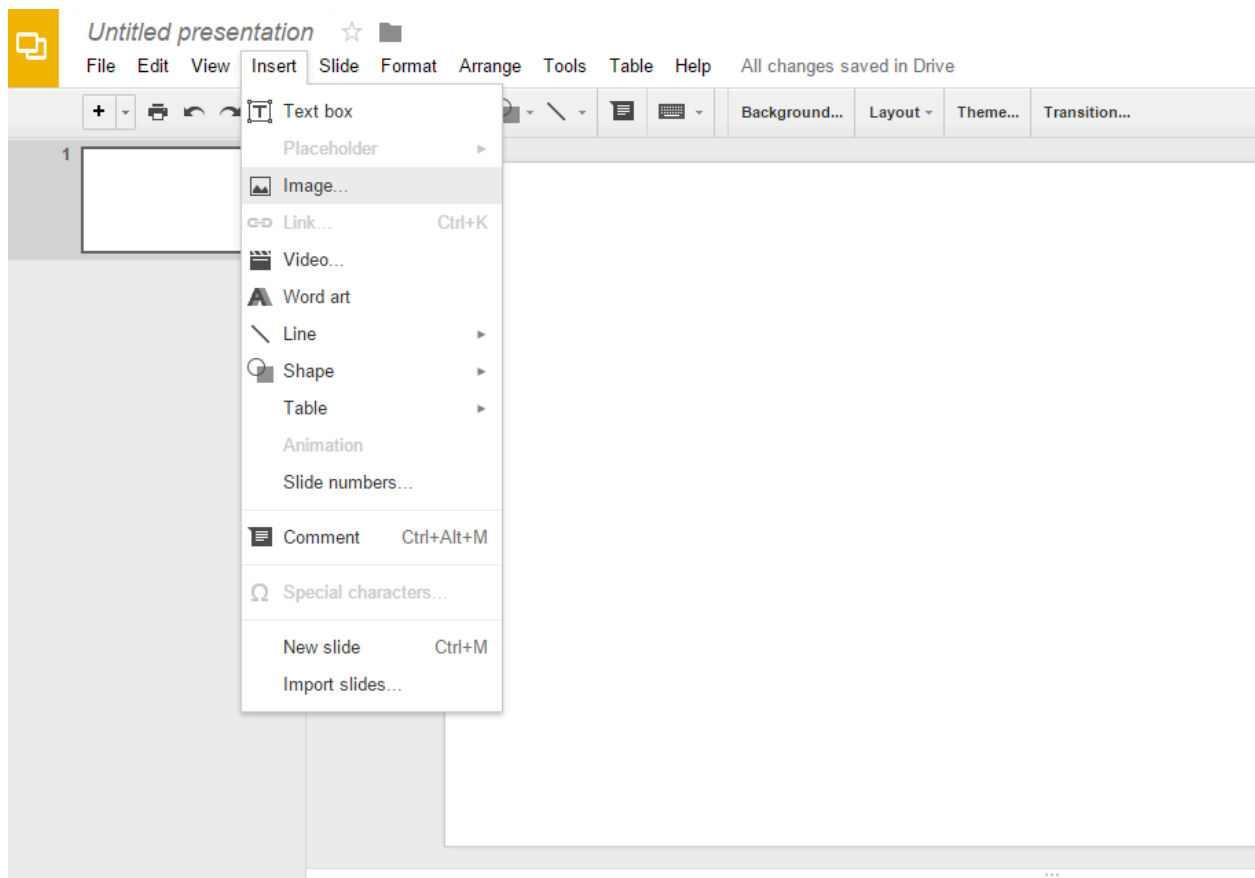 Untitled presentation
File Edit View Insert Slide Format Arrange Tools Table Help All changes saved in Drive
Background... Layout Theme... Transition...
1
Text box
Placeholder
Image...
Link... Ctrl+K
Video...
Word art
Line
Shape
Table
Animation
Slide numbers...
Comment Ctrl+Alt+M
Special characters...
New slide Ctrl+M
Import slides...